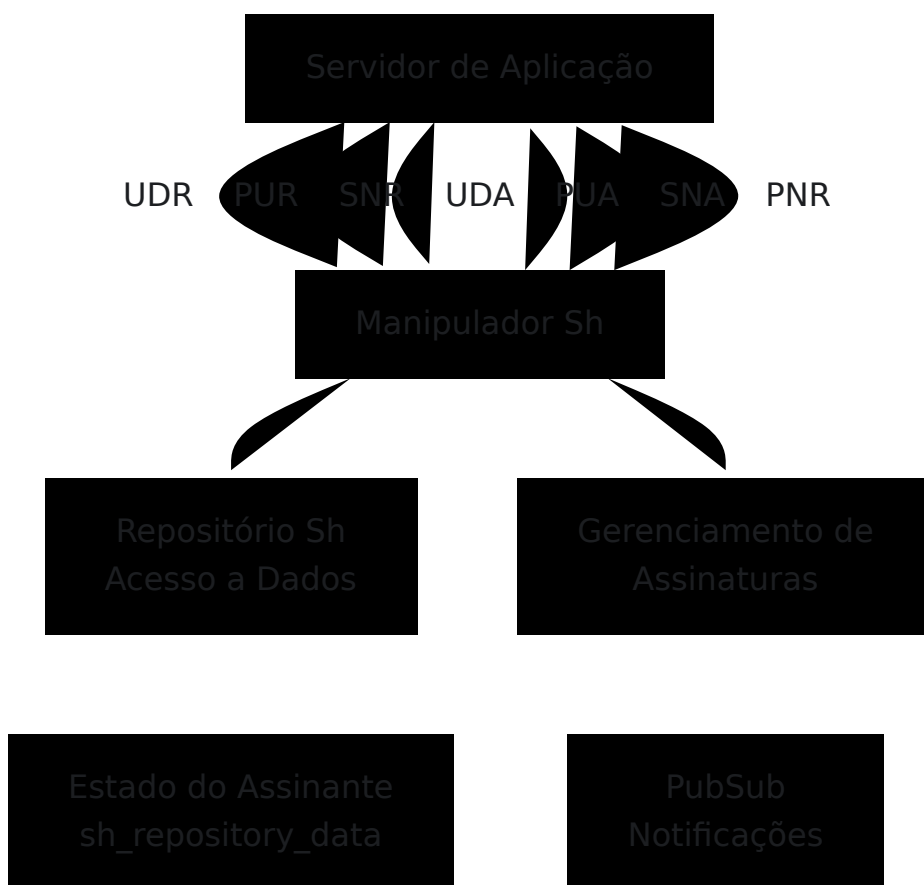 Servidor de Aplicação
UDR PUR SNR UDA PUA SNA PNR
Manipulador Sh
Repositório Sh
Acesso a Dados
Gerenciamento de
Assinaturas
Estado do Assinante
sh_repository_data
PubSub
Notificações